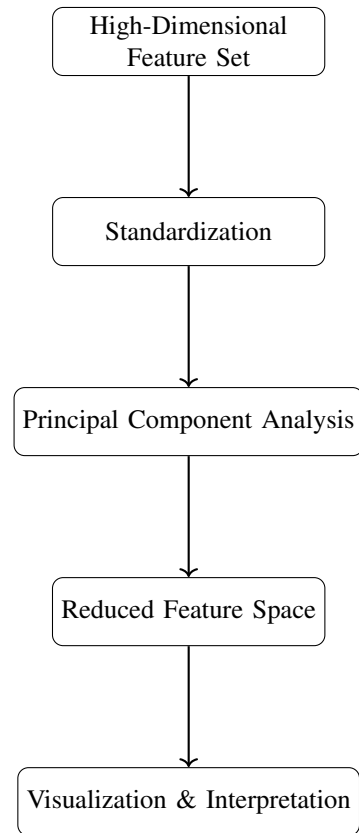 High-Dimensional
Feature Set
Standardization
Principal Component Analysis
Reduced Feature Space
Visualization & Interpretation